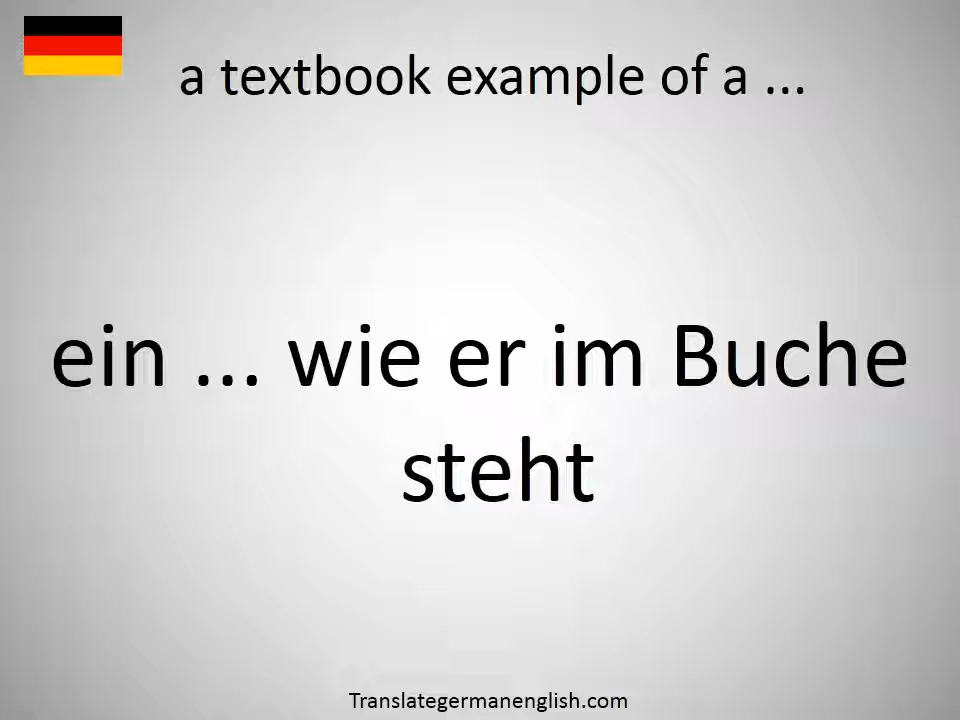 a textbook example of a ...
ein ... wie er im Buche
steht
Translategermanenglish.com